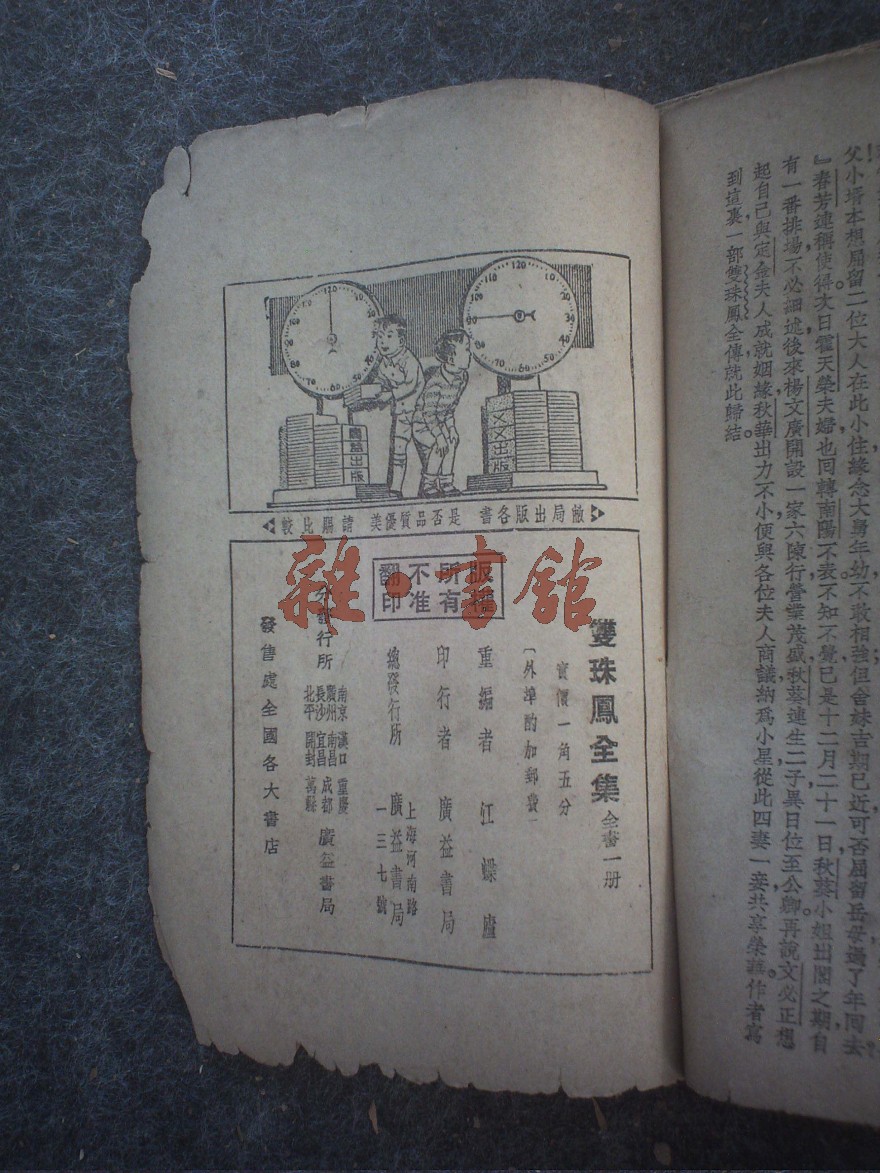 父小壻本想屈留二位大人在此小住緣念大舅年幼不敢相強但舍妹吉期已近可否屈留岳母過了年回去?
』春芳連稱使得次日霍天榮夫婦也回轉南陽不表不知不覺已是十二月二十一日秋葵小姐出閣之期自
有一番排場不必細述後來楊文廣開設一家六陳行營業茂盛秋葵連生二子異日位至公卿再說文必正想
起自己與定金夫人成就姻緣秋華出力不小便與各位夫人商議納爲小星從此四妻一妾共享榮華作者寫
到這裏一部雙珠鳳全傳就此歸結。
廣益出版
㐅㐅出版
敝局出版各書 是否品質優美 請賜比較
版權所有
不准翻印
雙珠鳳全集 全書一册
實價一角五分
(外埠酌加郵費)
重編者 江蝶廬
印行者 廣益書局
總發行所 上海河南路一三七號 廣益書局
分發行所 南京 漢口 重慶 廣州 南昌 成都 長沙 宜昌 萬縣 北平 開封 廣益書局
發售處全國各大書店
雜·書館